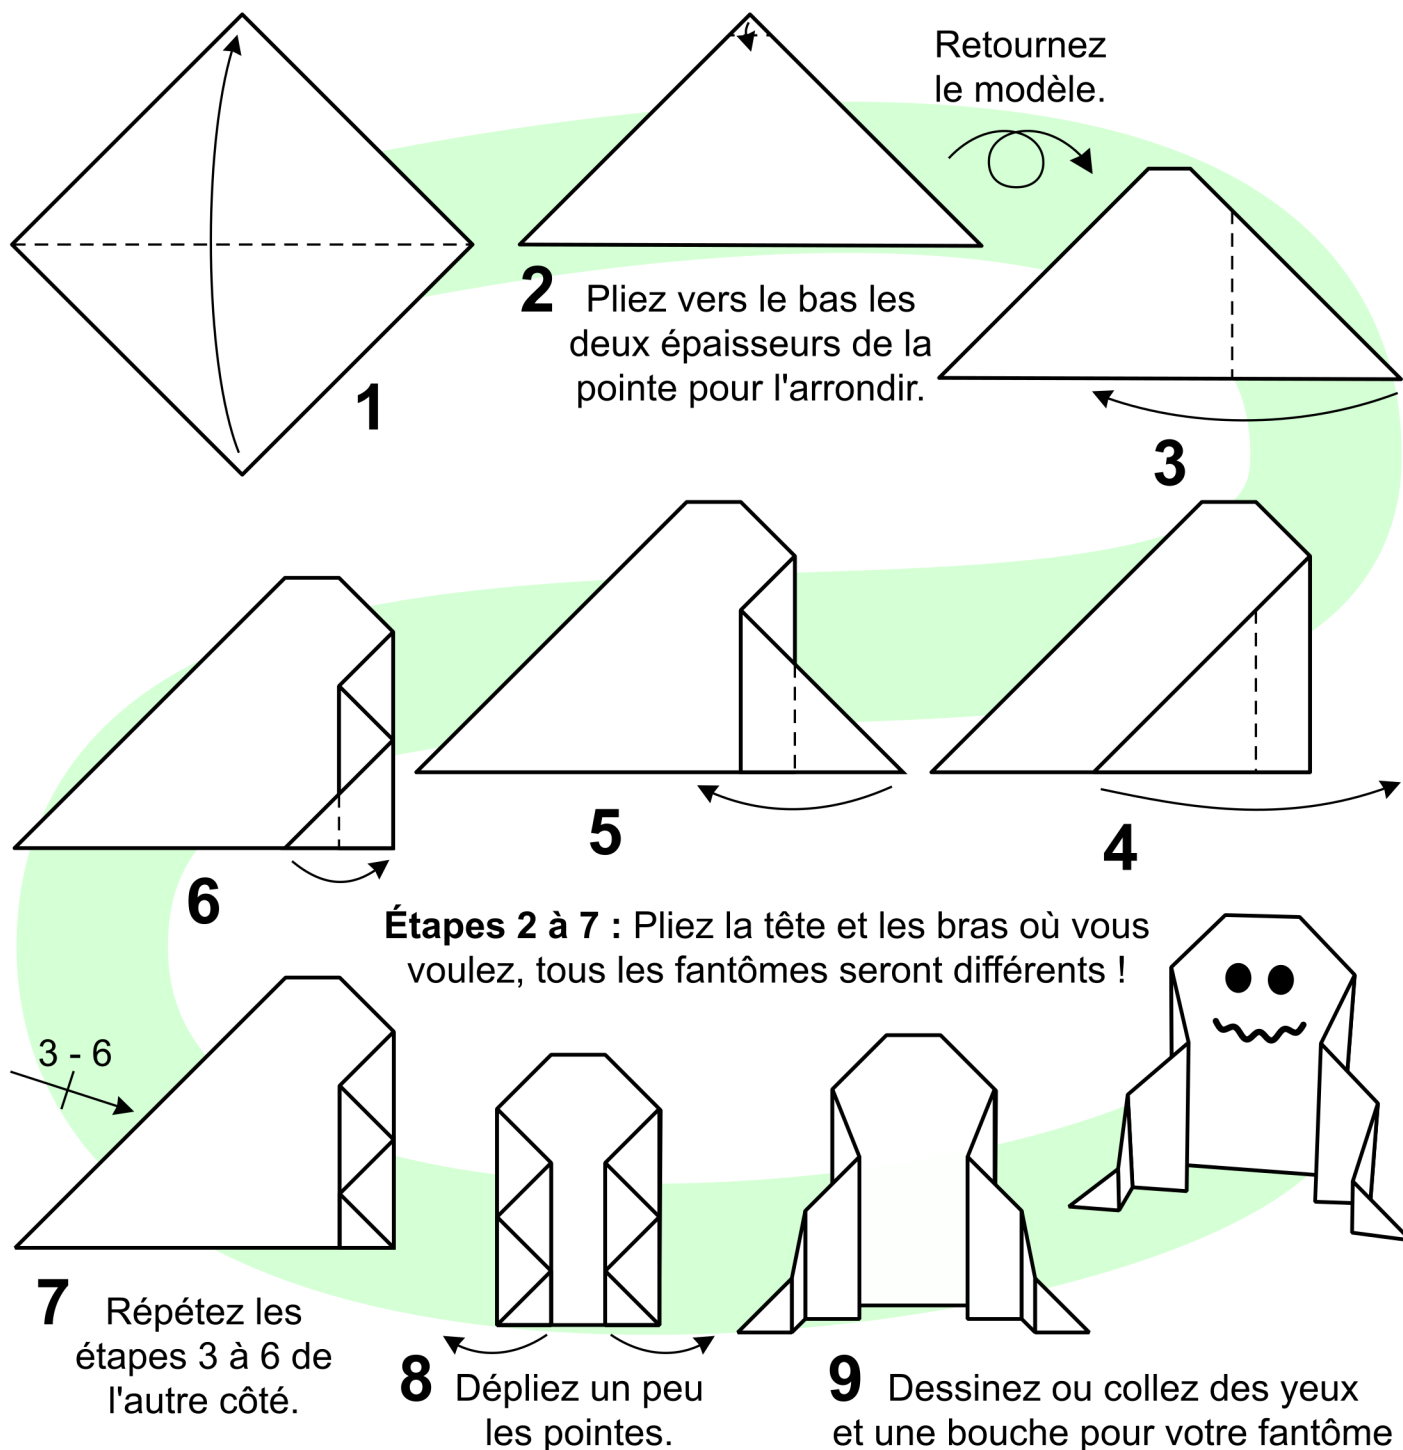 1
2
Pliez vers le bas les
deux épaisseurs de la
pointe pour l'arrondir.
Retournez
le modèle.
3
4
5
6
Étapes 2 à 7 : Pliez la tête et les bras où vous
voulez, tous les fantômes seront différents !
3 - 6
7
Répétez les
étapes 3 à 6 de
l'autre côté.
8
Dépliez un peu
les pointes.
9
Dessinez ou collez des yeux
et une bouche pour votre fantôme